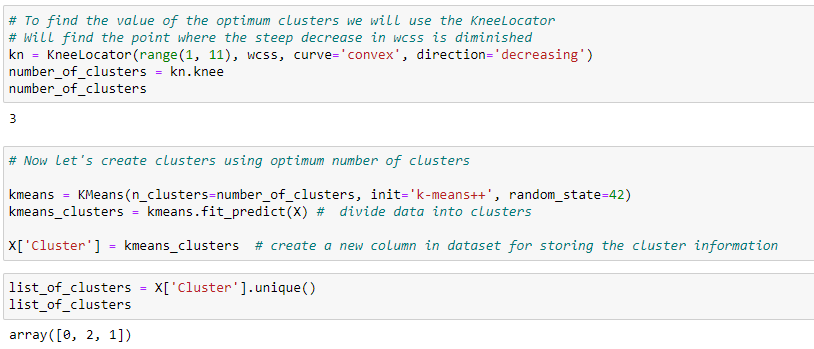 # To find the value of the optimum clusters we will use the KneeLocator
# Will find the point where the steep decrease in wcss is diminished
kn = KneeLocator(range(1, 11), wcss, curve='convex', direction='decreasing')
number_of_clusters = kn.knee
number_of_clusters
3
# Now let's create clusters using optimum number of clusters
kmeans = KMeans(n_clusters=number_of_clusters, init='k-means++', random_state=42)
kmeans_clusters = kmeans.fit_predict(X) #  divide data into clusters
X['Cluster'] = kmeans_clusters  # create a new column in dataset for storing the cluster information
list_of_clusters = X['Cluster'].unique()
list_of_clusters
array([0, 2, 1])